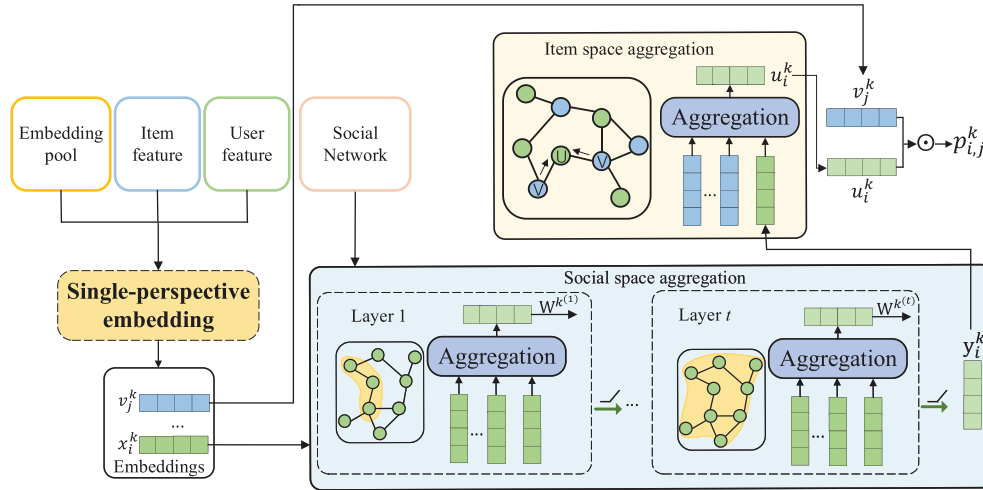 Item space aggregation
u_i^k
Aggregation
...
U
V
V
v_j^k
u_i^k
⊙
p_{i,j}^k
Embedding
pool
Item
feature
User
feature
Social
Network
Single-perspective
embedding
v_j^k
...
x_i^k
Embeddings
Social space aggregation
Layer 1
W^{k^{(1)}}
Aggregation
...
...
Layer t
W^{k^{(t)}}
Aggregation
...
y_i^k